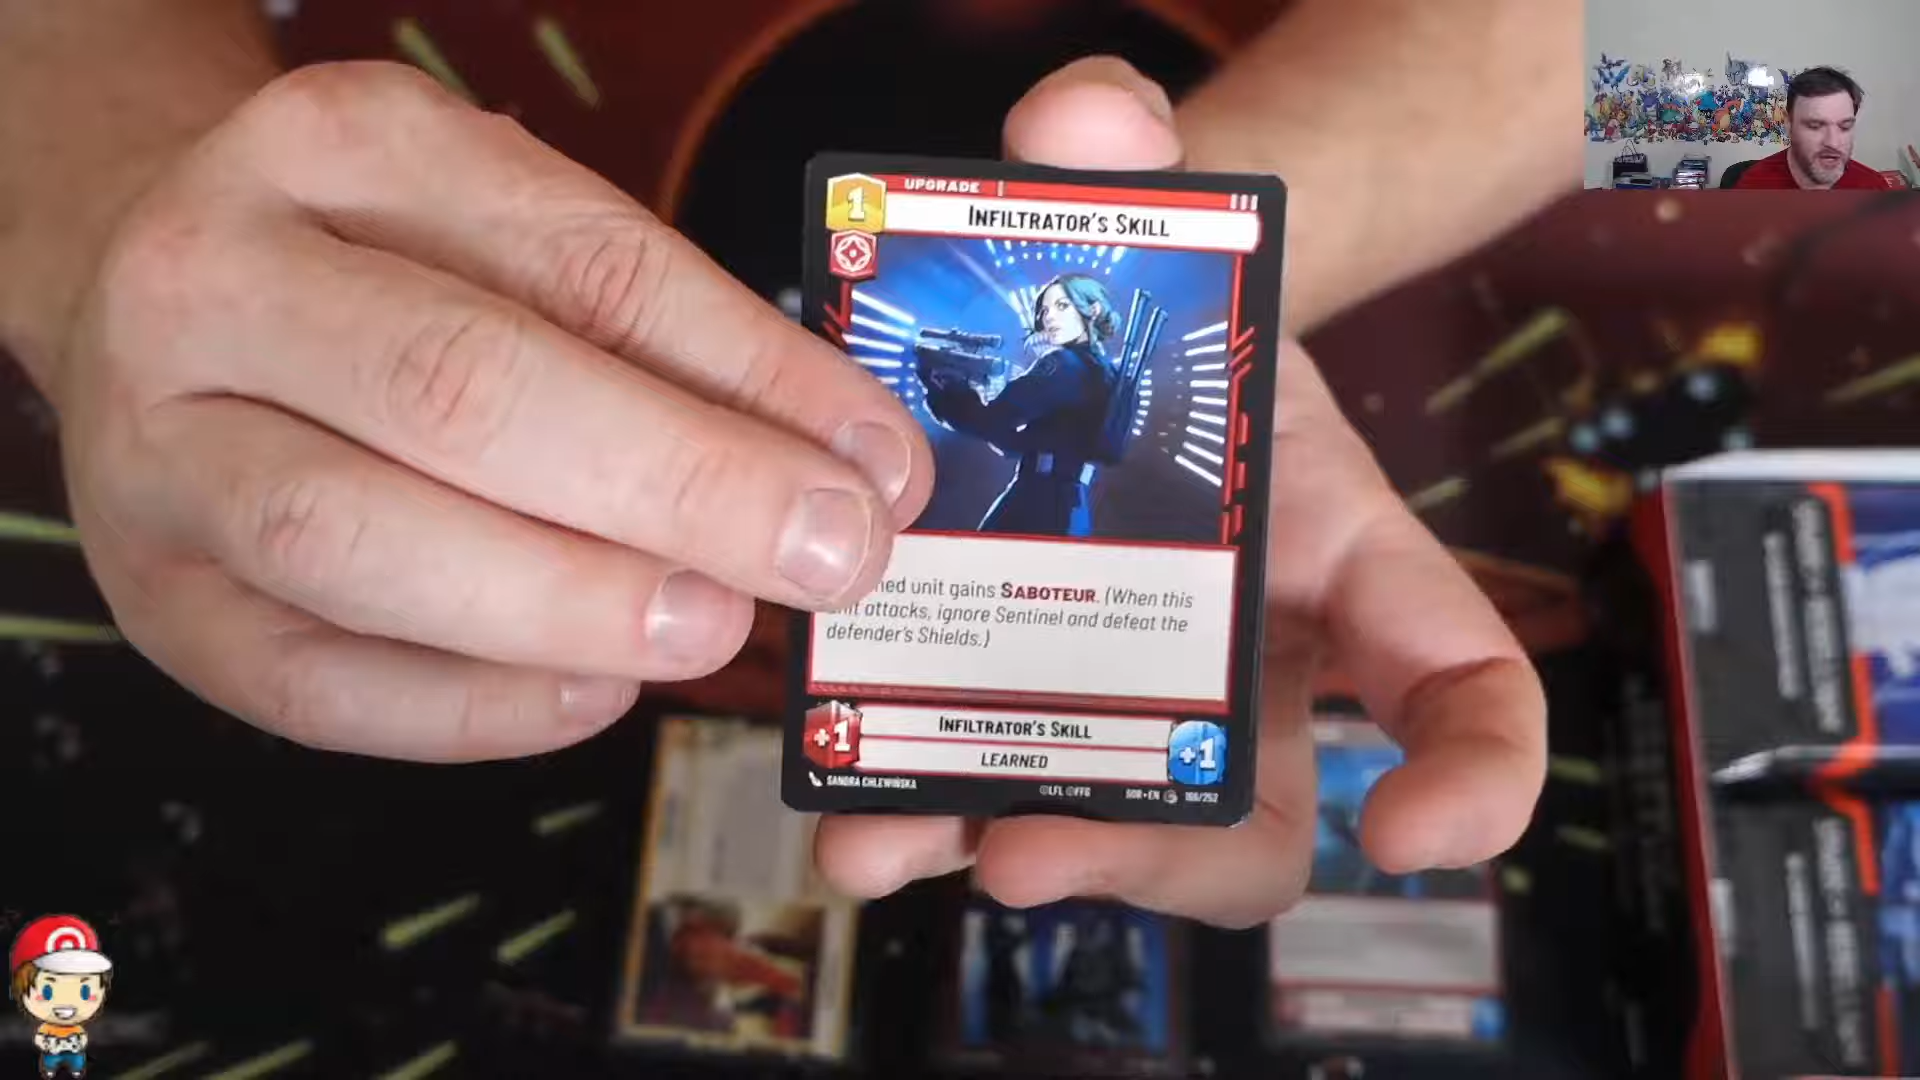 1
UPGRADE
INFILTRATOR'S SKILL
ned unit gains SABOTEUR. (When this
nit attacks, ignore Sentinel and defeat the
defender's Shields.)
+1
INFILTRATOR'S SKILL
+1
LEARNED
SANDRA CHLEWIŃSKA
©LFL ©FFG
SOR • EN